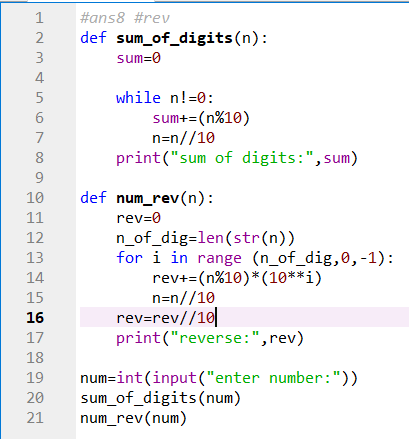 1 #ans8 #rev
2 def sum_of_digits(n):
3     sum=0
4
5     while n!=0:
6         sum+=(n%10)
7         n=n//10
8     print("sum of digits:",sum)
9
10 def num_rev(n):
11     rev=0
12     n_of_dig=len(str(n))
13     for i in range (n_of_dig,0,-1):
14         rev+=(n%10)*(10**i)
15         n=n//10
16     rev=rev//10
17     print("reverse:",rev)
18
19 num=int(input("enter number:"))
20 sum_of_digits(num)
21 num_rev(num)